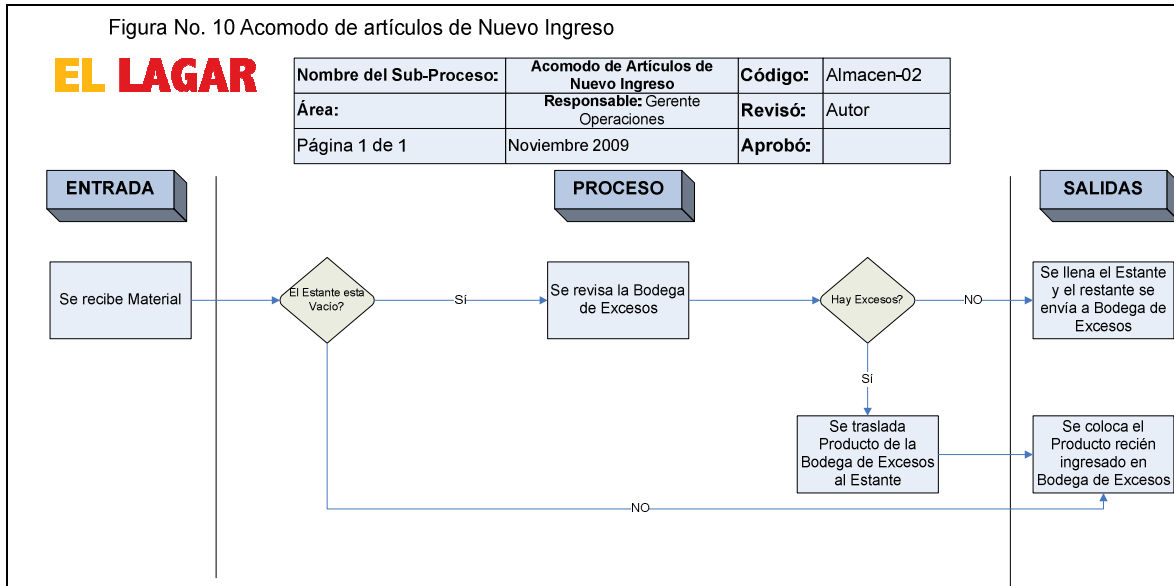 Figura No. 10 Acomodo de artículos de Nuevo Ingreso
EL LAGAR
Nombre del Sub-Proceso:
Acomodo de Artículos de
Nuevo Ingreso
Código:
Almacen-02
Área:
Responsable: Gerente
Operaciones
Revisó:
Autor
Página 1 de 1
Noviembre 2009
Aprobó:
ENTRADA
PROCESO
SALIDAS
Se recibe Material
El Estante esta
Vacío?
Sí
Se revisa la Bodega
de Excesos
Hay Excesos?
NO
Se llena el Estante
y el restante se
envía a Bodega de
Excesos
Sí
Se traslada
Producto de la
Bodega de Excesos
al Estante
Se coloca el
Producto recién
ingresado en
Bodega de Excesos
NO